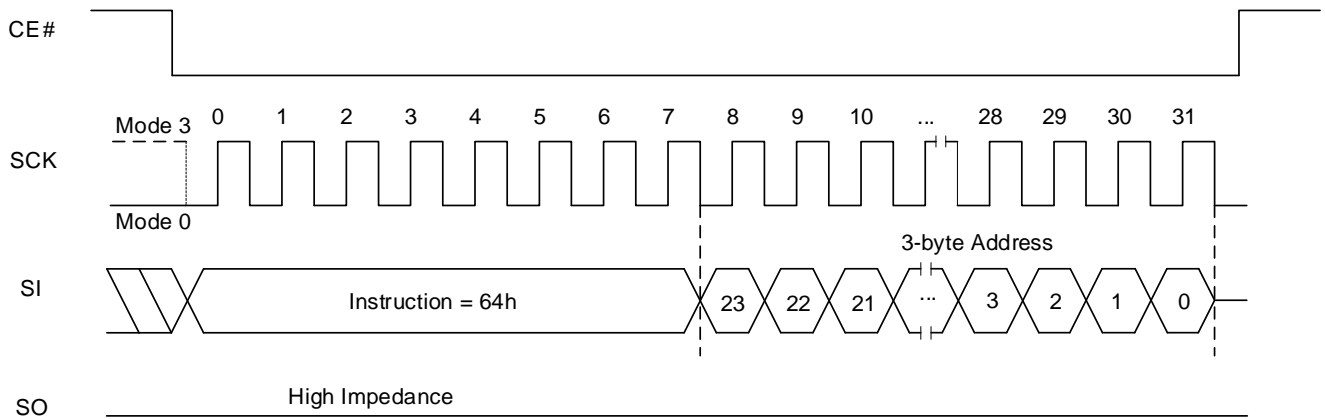 CE#
Mode 3
0 1 2 3 4 5 6 7 8 9 10 ... 28 29 30 31
SCK
Mode 0
3-byte Address
SI
Instruction = 64h
23 22 21 ... 3 2 1 0
High Impedance
SO